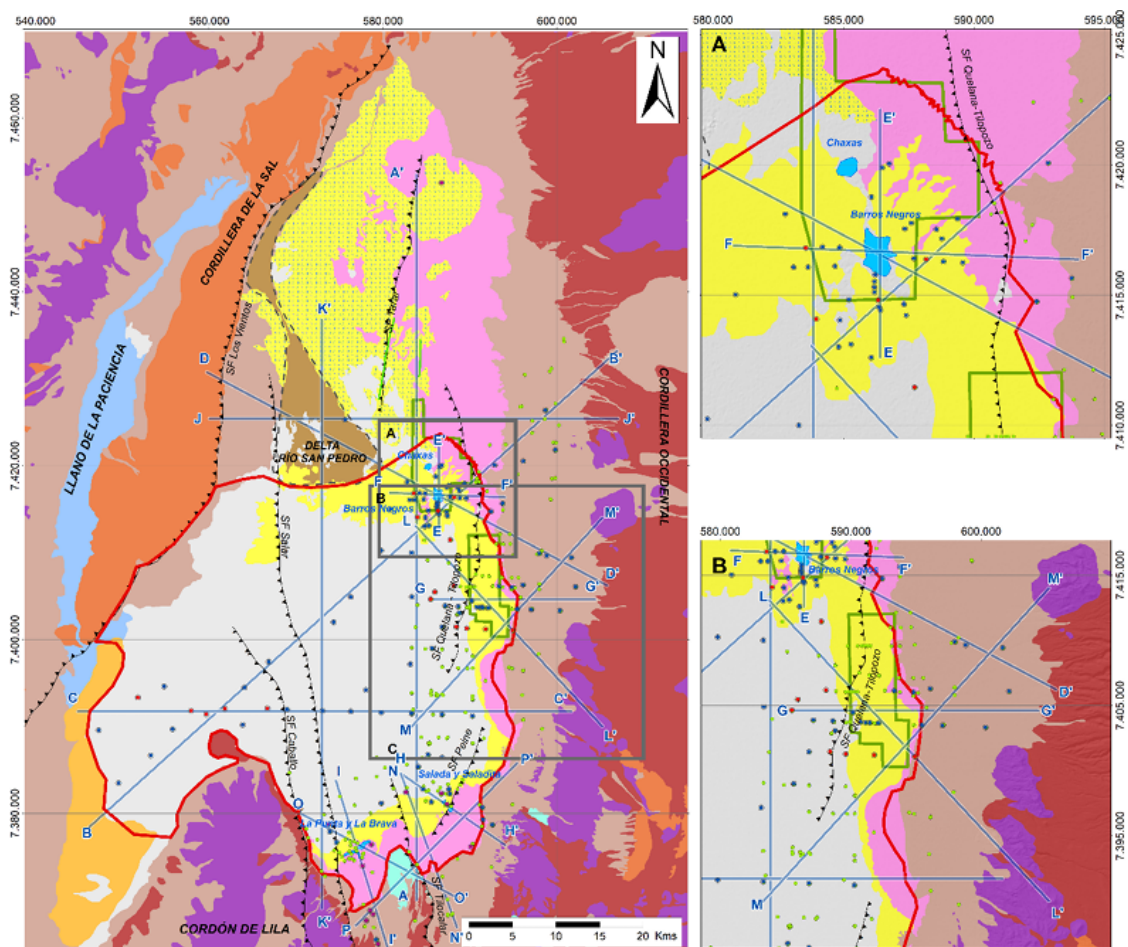 540.000 560.000 580.000 600.000
580.000 585.000 590.000 595.000
7.460.000
7.440.000
7.420.000
7.400.000
7.380.000
N
CORDILLERA DE LA SAL
LLANO DE LA PACIENCIA
SF Los Vientos
SF Tarar
A'
K'
D
B'
J
J'
DELTA
RÍO SAN PEDRO
CORDILLERA OCCIDENTAL
A
E'
Chaxas
F
F'
B
Barros Negros
L
E
M'
SF Salar
D'
G
G'
SF Quelana - Tilopozo
C
C'
M
L'
C
H
P'
N
SF Peine
Salada y Saladita
SF Caballo
I
O
La Punta y La Brava
H'
B
A
O'
SF Tilocalar
K'
P
I'
N'
CORDÓN DE LILA
0 5 10 15 20 Kms
A
7.425.000
7.420.000
7.415.000
7.410.000
SF Quelana-Tilopozo
E'
Chaxas
Barros Negros
F
F'
E
580.000 590.000 600.000
B
7.415.000
7.405.000
7.395.000
F
Barros Negros
F'
L
E
M'
D'
G
G'
SF Quelana-Tilopozo
M
L'